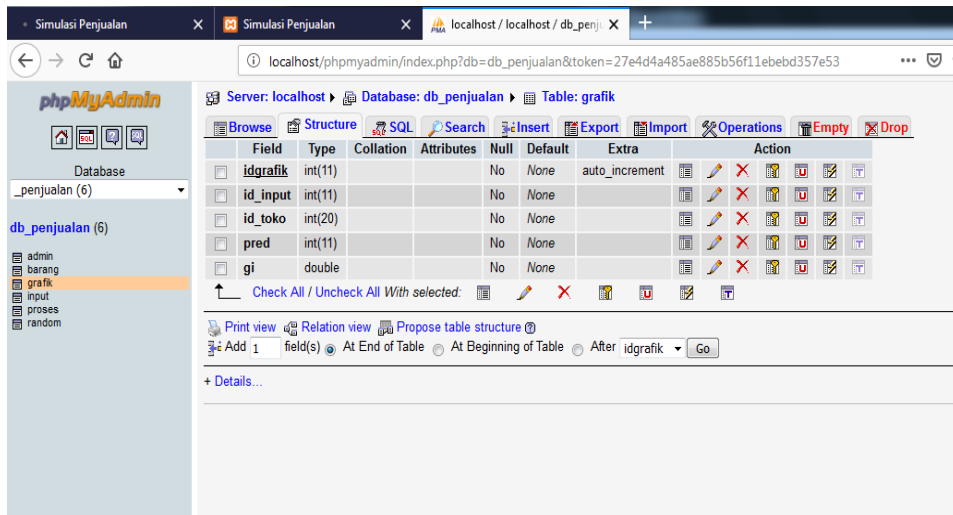 Simulasi Penjualan Simulasi Penjualan localhost / localhost / db_penju
localhost/phpmyadmin/index.php?db=db_penjualan&token=27e4d4a485ae885b56f11ebebd357e53
phpMyAdmin
Database
_penjualan (6)
db_penjualan (6)
admin
barang
grafik
input
proses
random
Server: localhost Database: db_penjualan Table: grafik
Browse Structure SQL Search Insert Export Import Operations Empty Drop
Field Type Collation Attributes Null Default Extra Action
idgrafik int(11) No None auto_increment
id_input int(11) No None
id_toko int(20) No None
pred int(11) No None
gi double No None
Check All / Uncheck All With selected:
Print view Relation view Propose table structure
Add 1 field(s) At End of Table At Beginning of Table After idgrafik Go
+ Details...